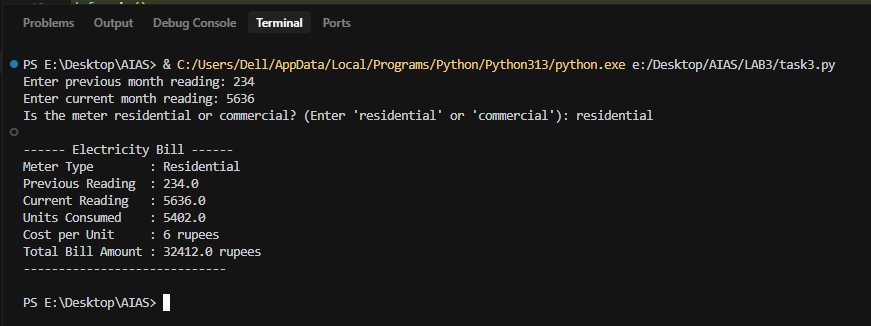 Problems Output Debug Console Terminal Ports
PS E:\Desktop\AIAS> & C:/Users/Dell/AppData/Local/Programs/Python/Python313/python.exe e:/Desktop/AIAS/LAB3/task3.py
Enter previous month reading: 234
Enter current month reading: 5636
Is the meter residential or commercial? (Enter 'residential' or 'commercial'): residential
------ Electricity Bill ------
Meter Type        : Residential
Previous Reading  : 234.0
Current Reading   : 5636.0
Units Consumed    : 5402.0
Cost per Unit     : 6 rupees
Total Bill Amount : 32412.0 rupees
-----------------------------
PS E:\Desktop\AIAS>